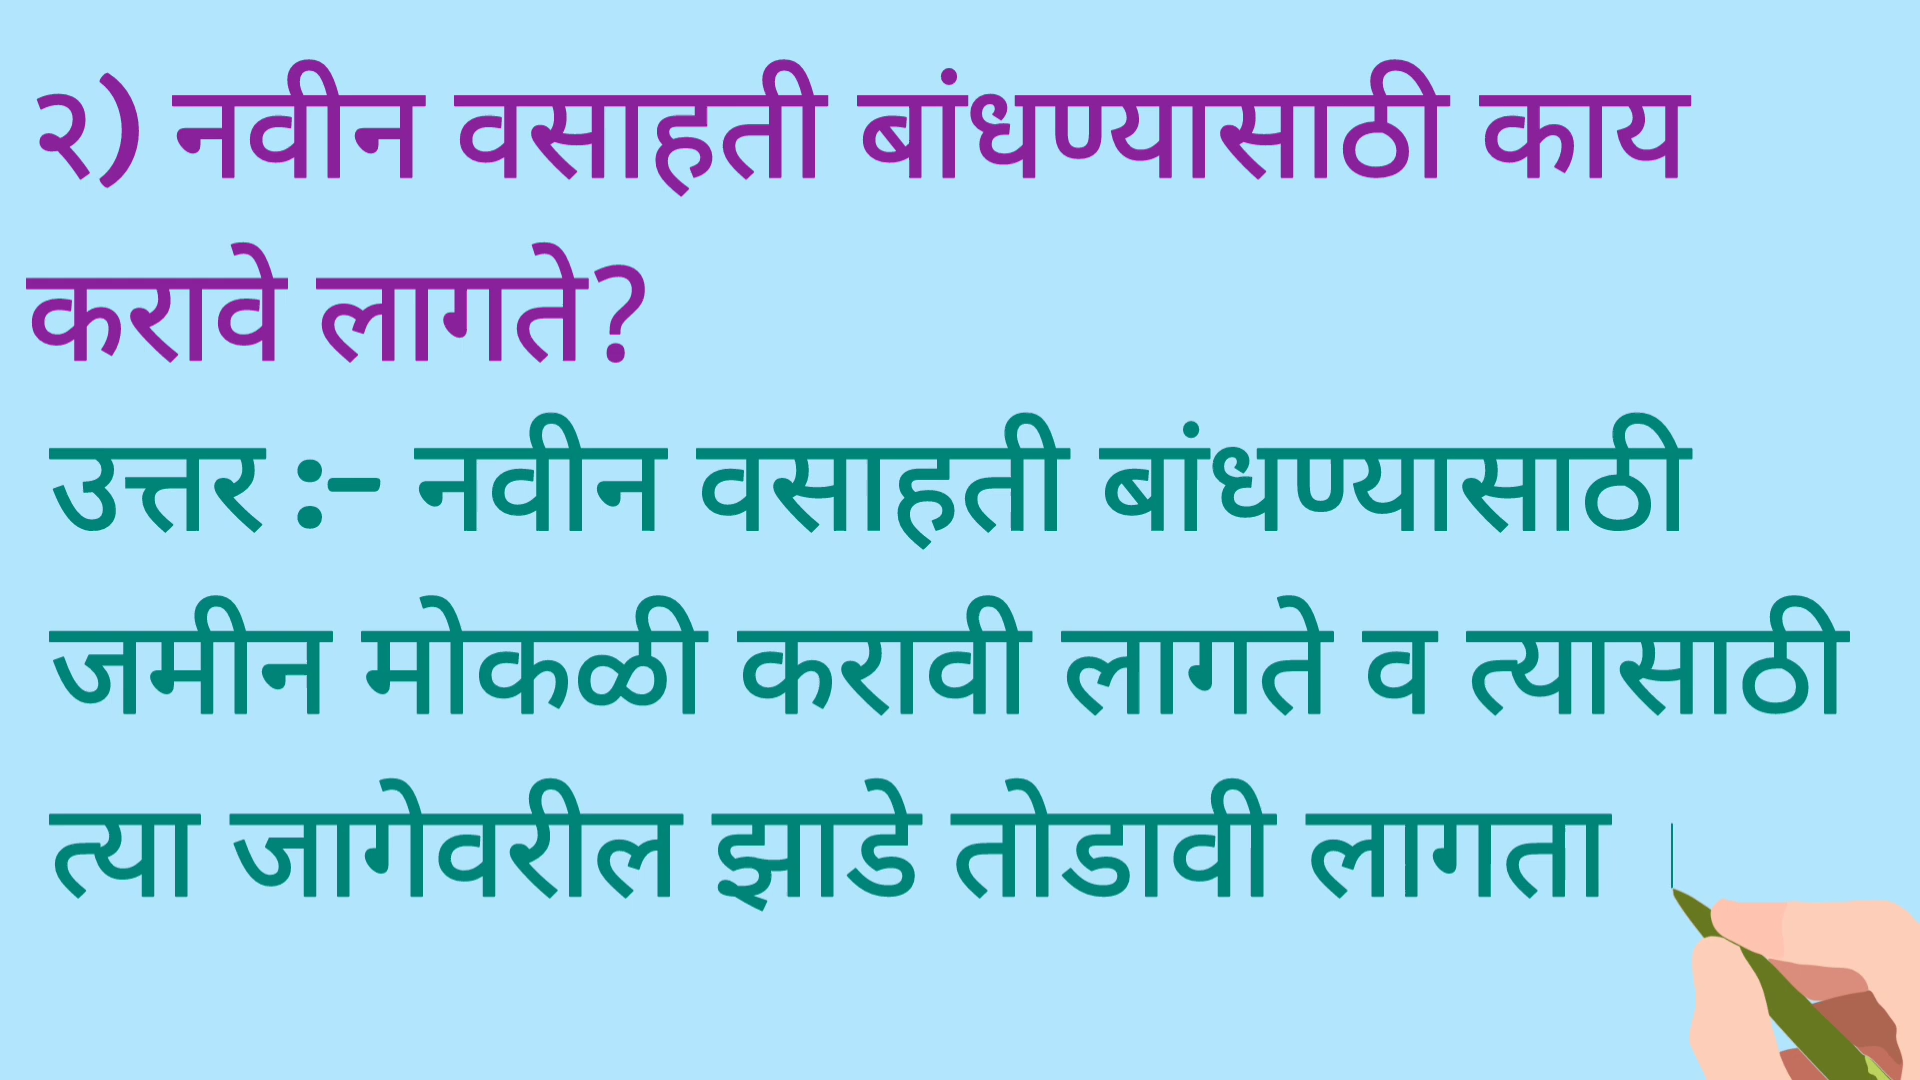 २) नवीन वसाहती बांधण्यासाठी काय
करावे लागते?
उत्तर :- नवीन वसाहती बांधण्यासाठी
जमीन मोकळी करावी लागते व त्यासाठी
त्या जागेवरील झाडे तोडावी लागता